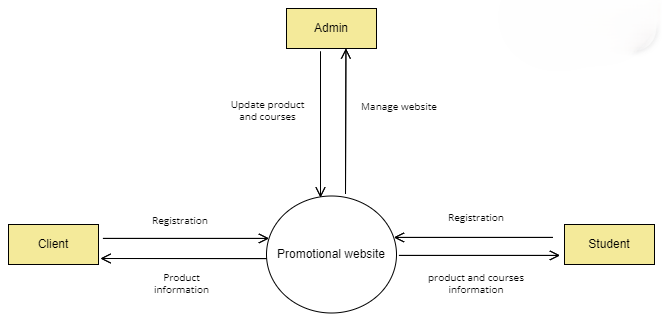 Admin
Update product
and courses
Manage website
Registration
Registration
Client
Promotional website
Student
Product
information
product and courses
information